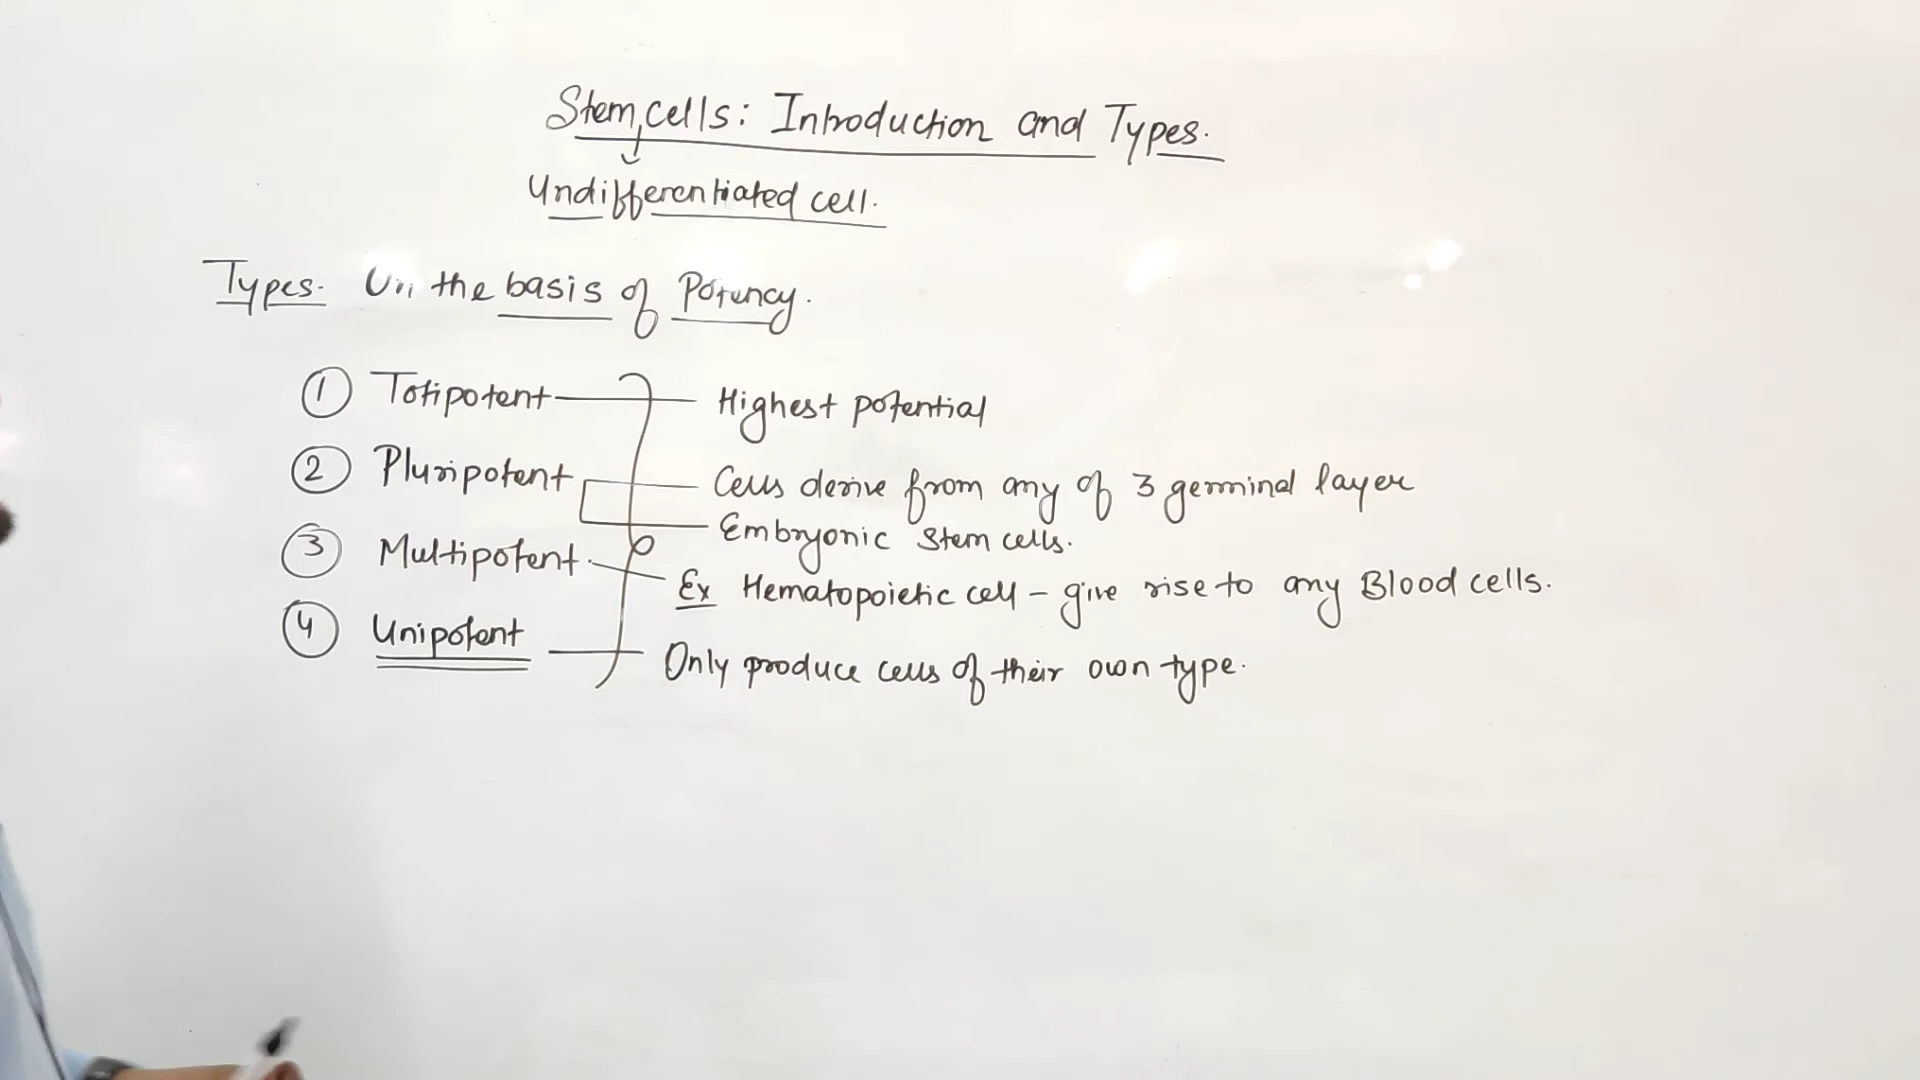 Stem cells: Introduction and Types.
Undifferentiated cell.
Types. On the basis of Potency.
1 Totipotent Highest potential
2 Pluripotent Cells derive from any of 3 germinal layer
Embryonic Stem cells.
3 Multipotent. Ex Hematopoietic cell - give rise to any Blood cells.
4 Unipotent Only produce cells of their own type.